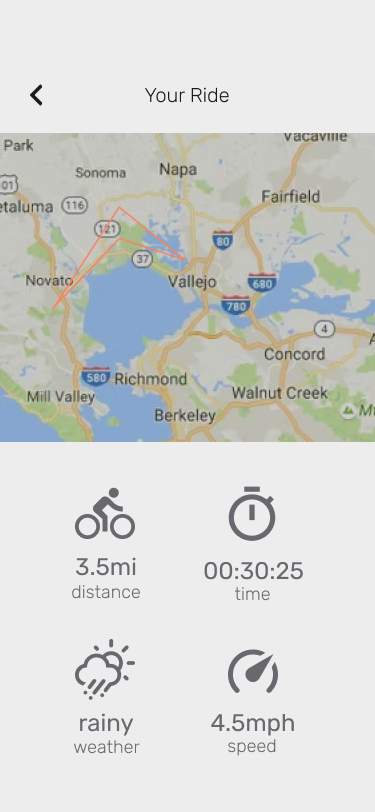 Your Ride
Vacaville
Park
Sonoma
Napa
101
116
etaluma
Fairfield
121
80
37
Novato
Vallejo
680
780
4
Concord
580
Richmond
Mill Valley
Walnut Creek
Berkeley
3.5mi
distance
00:30:25
time
rainy
weather
4.5mph
speed